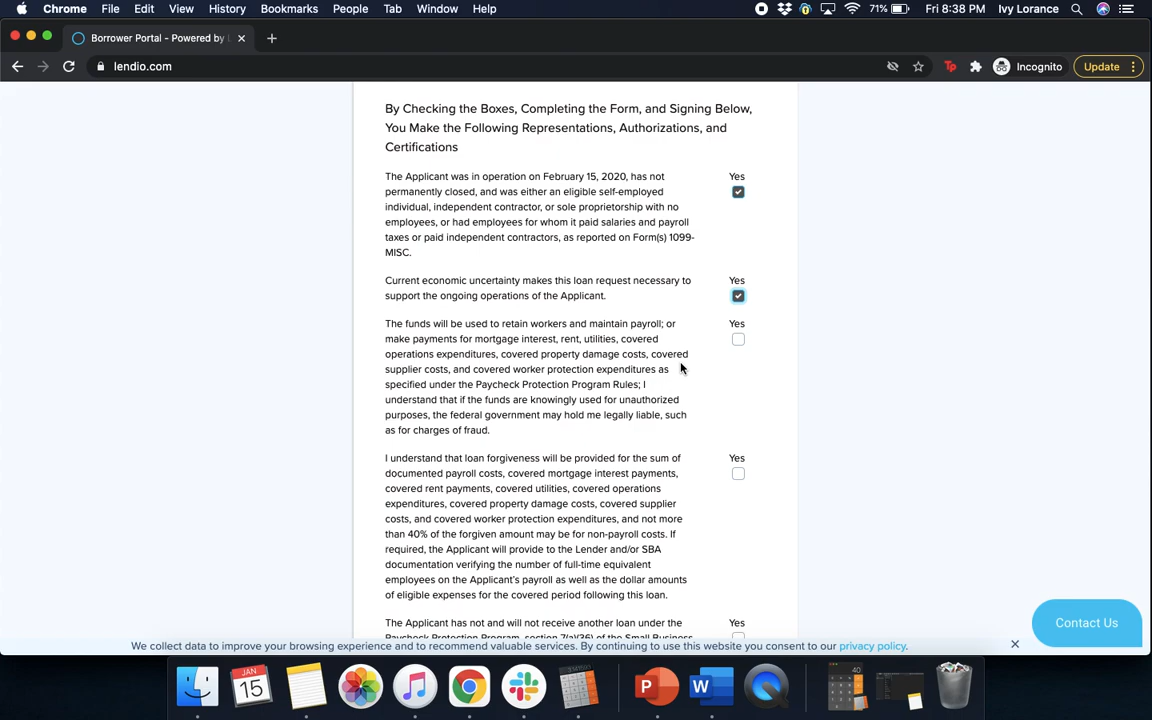 Chrome File Edit View History Bookmarks People Tab Window Help 71% Fri 8:38 PM Ivy Lorance
Borrower Portal - Powered by
lendio.com Incognito Update
By Checking the Boxes, Completing the Form, and Signing Below,
You Make the Following Representations, Authorizations, and
Certifications
The Applicant was in operation on February 15, 2020, has not Yes
permanently closed, and was either an eligible self-employed
individual, independent contractor, or sole proprietorship with no
employees, or had employees for whom it paid salaries and payroll
taxes or paid independent contractors, as reported on Form(s) 1099-
MISC.
Current economic uncertainty makes this loan request necessary to Yes
support the ongoing operations of the Applicant.
The funds will be used to retain workers and maintain payroll; or Yes
make payments for mortgage interest, rent, utilities, covered
operations expenditures, covered property damage costs, covered
supplier costs, and covered worker protection expenditures as
specified under the Paycheck Protection Program Rules; I
understand that if the funds are knowingly used for unauthorized
purposes, the federal government may hold me legally liable, such
as for charges of fraud.
I understand that loan forgiveness will be provided for the sum of Yes
documented payroll costs, covered mortgage interest payments,
covered rent payments, covered utilities, covered operations
expenditures, covered property damage costs, covered supplier
costs, and covered worker protection expenditures, and not more
than 40% of the forgiven amount may be for non-payroll costs. If
required, the Applicant will provide to the Lender and/or SBA
documentation verifying the number of full-time equivalent
employees on the Applicant's payroll as well as the dollar amounts
of eligible expenses for the covered period following this loan.
The Applicant has not and will not receive another loan under the Yes
Paycheck Protection Program, section 7(a)(36) of the Small Business
Contact Us
We collect data to improve your browsing experience and to recommend valuable services. By continuing to use this website you consent to our privacy policy.
JAN
15
P
W
40